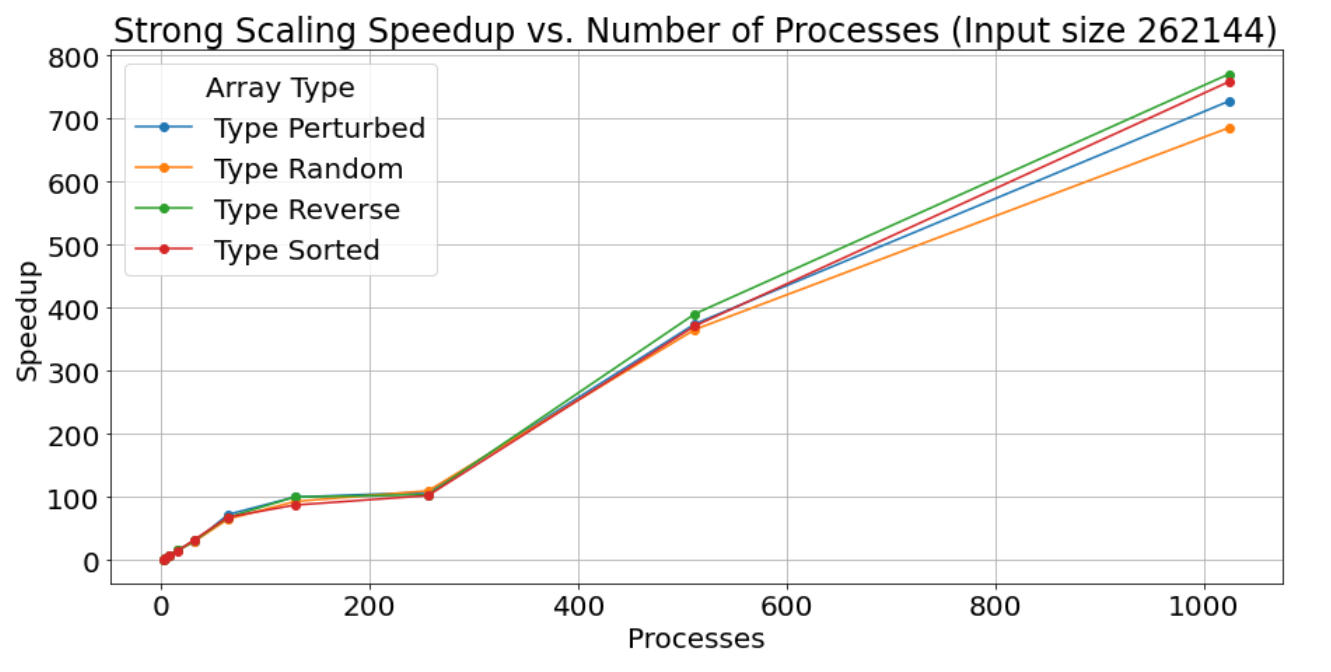 Strong Scaling Speedup vs. Number of Processes (Input size 262144)
Array Type
Type Perturbed
Type Random
Type Reverse
Type Sorted
Speedup
800
700
600
500
400
300
200
100
0
0 200 400 600 800 1000
Processes